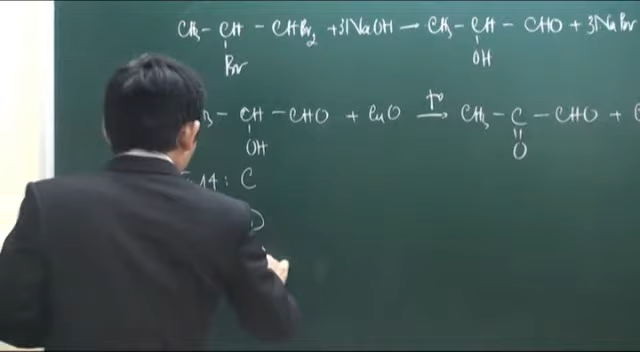 CH₃ - CH - CHBr₂ + 3NaOH → CH₃ - CH - CHO + 3NaBr
Br OH
- CH - CHO + CuO t° → CH₃ - C - CHO +
OH O
14: C